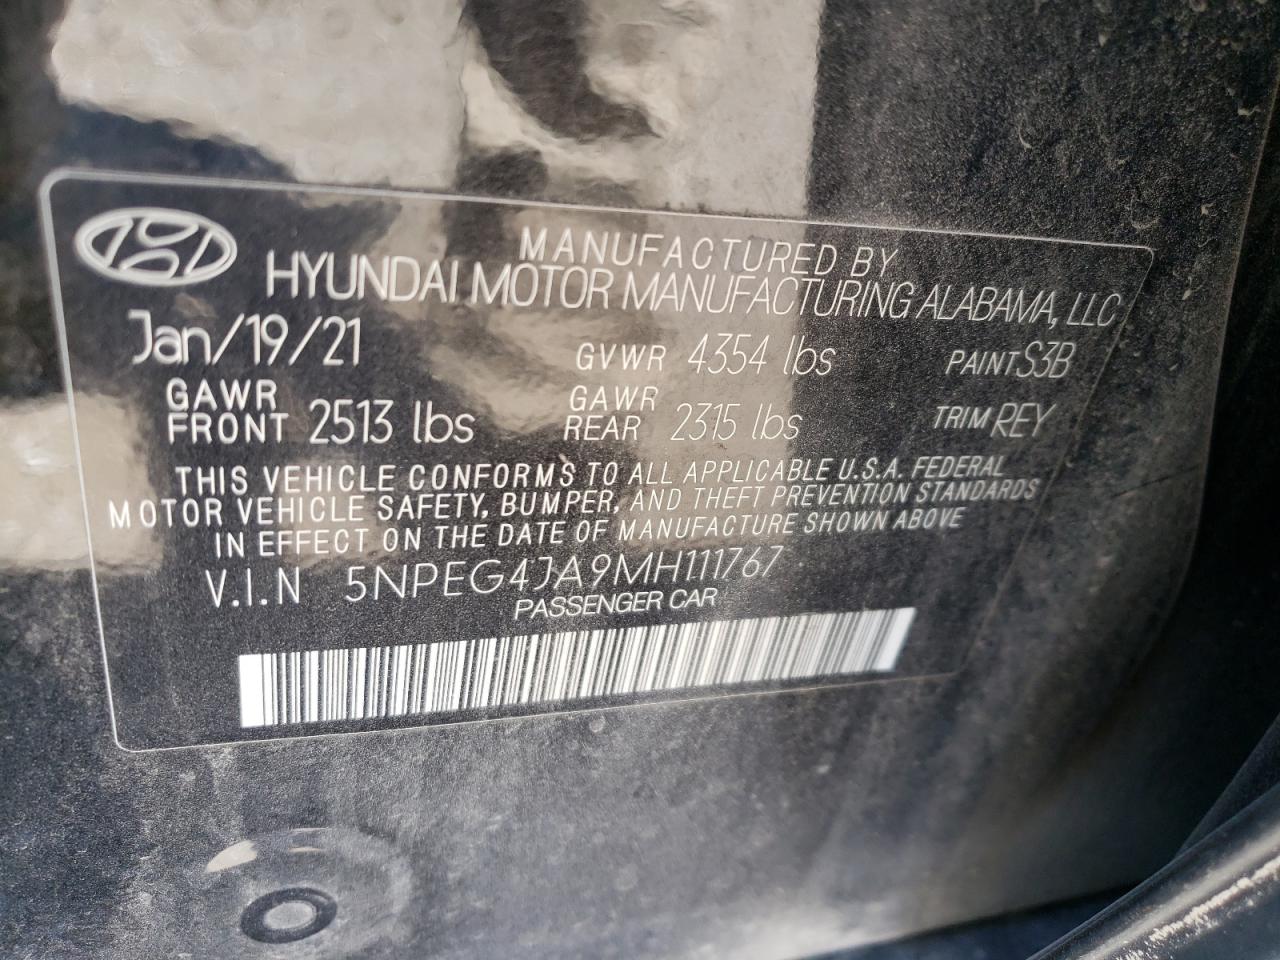 MANUFACTURED BY
HYUNDAI MOTOR MANUFACTURING ALABAMA, LLC
Jan/19/21 GVWR 4354 lbs PAINT S3B
GAWR FRONT 2513 lbs GAWR REAR 2315 lbs TRIM REY
THIS VEHICLE CONFORMS TO ALL APPLICABLE U.S.A. FEDERAL
MOTOR VEHICLE SAFETY, BUMPER, AND THEFT PREVENTION STANDARDS
IN EFFECT ON THE DATE OF MANUFACTURE SHOWN ABOVE
V.I.N 5NPEG4JA9MH111767
PASSENGER CAR